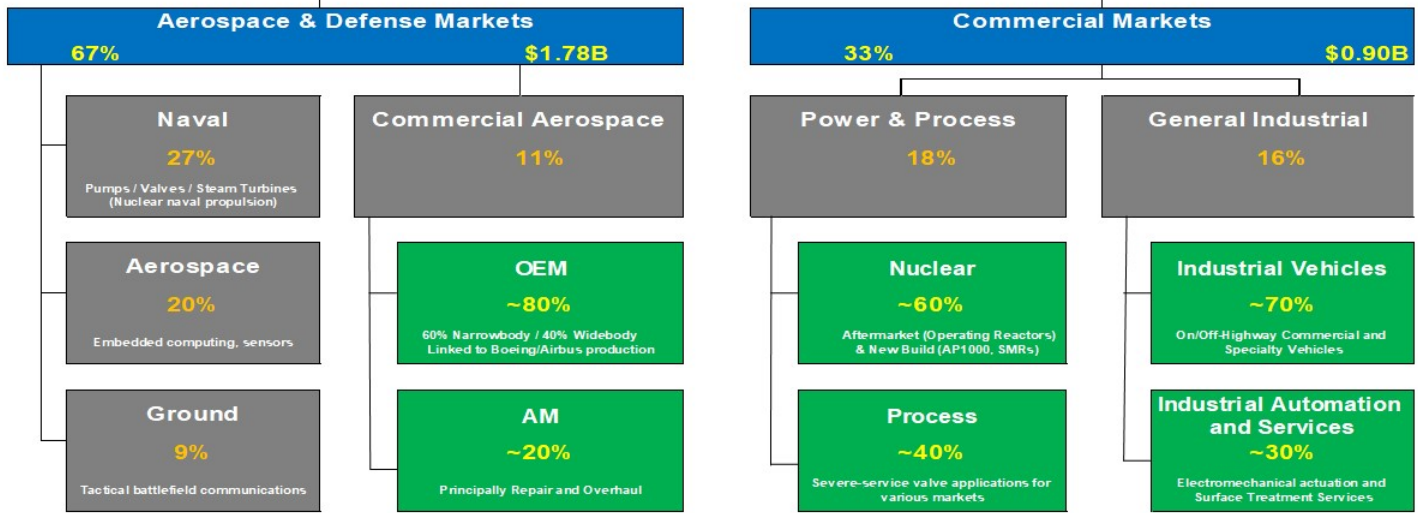 Aerospace & Defense Markets
67% $1.78B
Naval
27%
Pumps / Valves / Steam Turbines
(Nuclear naval propulsion)
Aerospace
20%
Embedded computing, sensors
Ground
9%
Tactical battlefield communications
Commercial Aerospace
11%
OEM
~80%
60% Narrowbody / 40% Widebody
Linked to Boeing/Airbus production
AM
~20%
Principally Repair and Overhaul
Commercial Markets
33% $0.90B
Power & Process
18%
Nuclear
~60%
Aftermarket (Operating Reactors)
& New Build (AP1000, SMRs)
Process
~40%
Severe-service valve applications for
various markets
General Industrial
16%
Industrial Vehicles
~70%
On/Off-Highway Commercial and
Specialty Vehicles
Industrial Automation
and Services
~30%
Electromechanical actuation and
Surface Treatment Services